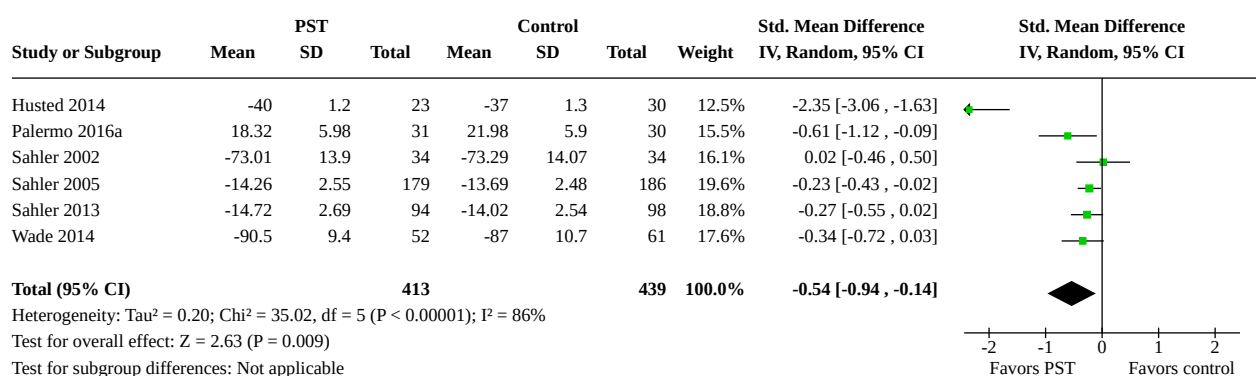 PST Control Std. Mean Difference Std. Mean Difference
Study or Subgroup Mean SD Total Mean SD Total Weight IV, Random, 95% CI IV, Random, 95% CI
Husted 2014 -40 1.2 23 -37 1.3 30 12.5% -2.35 [-3.06 , -1.63]
Palermo 2016a 18.32 5.98 31 21.98 5.9 30 15.5% -0.61 [-1.12 , -0.09]
Sahler 2002 -73.01 13.9 34 -73.29 14.07 34 16.1% 0.02 [-0.46 , 0.50]
Sahler 2005 -14.26 2.55 179 -13.69 2.48 186 19.6% -0.23 [-0.43 , -0.02]
Sahler 2013 -14.72 2.69 94 -14.02 2.54 98 18.8% -0.27 [-0.55 , 0.02]
Wade 2014 -90.5 9.4 52 -87 10.7 61 17.6% -0.34 [-0.72 , 0.03]
Total (95% CI) 413 439 100.0% -0.54 [-0.94 , -0.14]
Heterogeneity: Tau² = 0.20; Chi² = 35.02, df = 5 (P < 0.00001); I² = 86%
Test for overall effect: Z = 2.63 (P = 0.009) -2 -1 0 1 2
Test for subgroup differences: Not applicable Favors PST Favors control